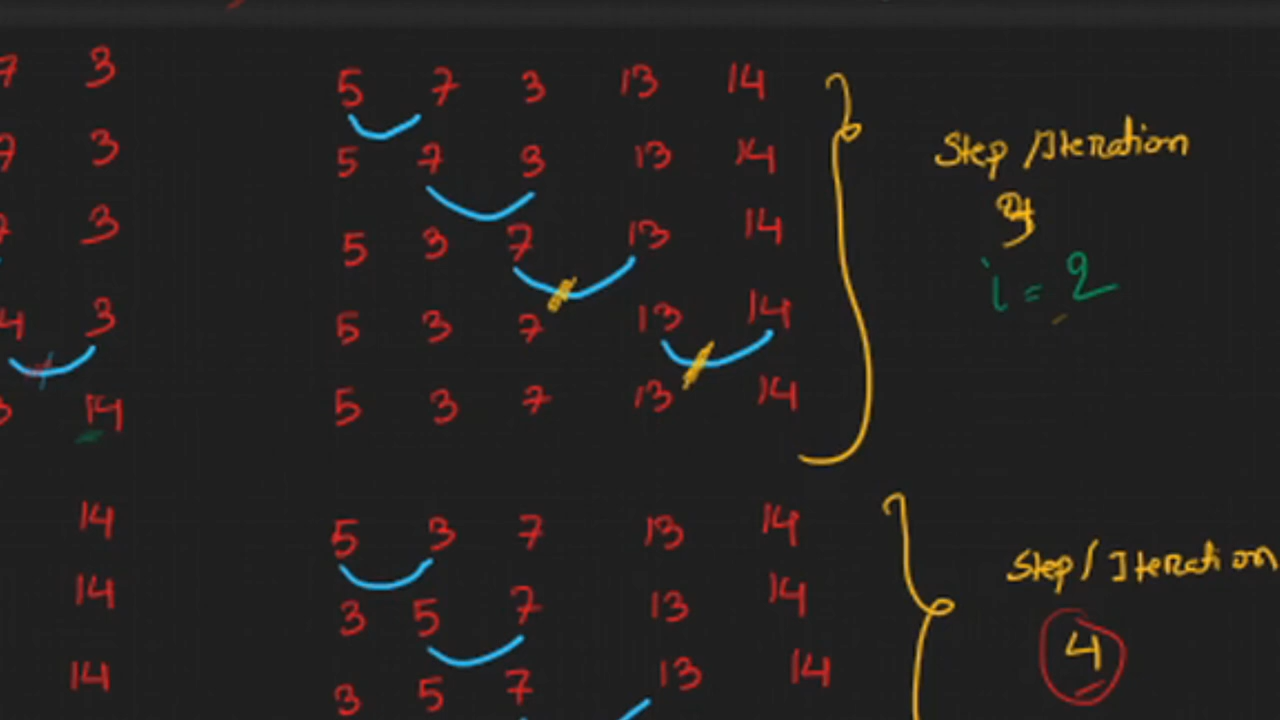 7 3
7 3
7 3
4 3
3 14
14
14
14
5 7 3 13 14
5 7 3 13 14
5 3 7 13 14
5 3 7 13 14
5 3 7 13 14
Step /Iteration
3
i = 2
5 3 7 13 14
3 5 7 13 14
3 5 7 13 14
Step/Iteration
4